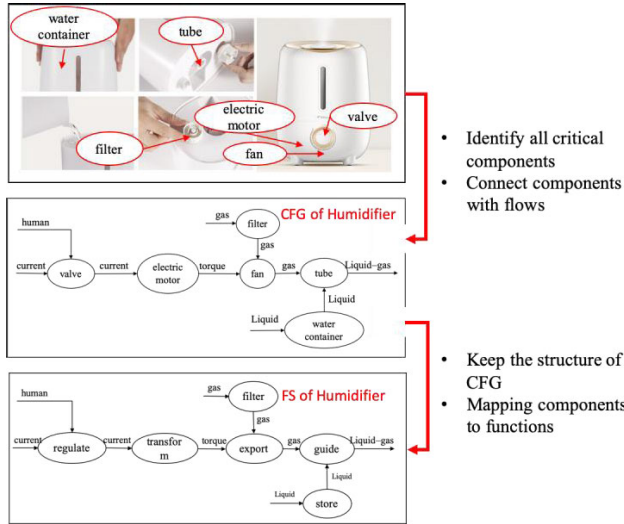 water
container
tube
electric
motor
valve
filter
fan
• Identify all critical
components
• Connect components
with flows
CFG of Humidifier
gas
filter
human
gas
current
valve
current
electric
motor
torque
fan
gas
tube
Liquid-gas
Liquid
Liquid
water
container
• Keep the structure of
CFG
• Mapping components
to functions
FS of Humidifier
gas
filter
human
gas
current
regulate
current
transfor
m
torque
export
gas
guide
Liquid-gas
Liquid
Liquid
store